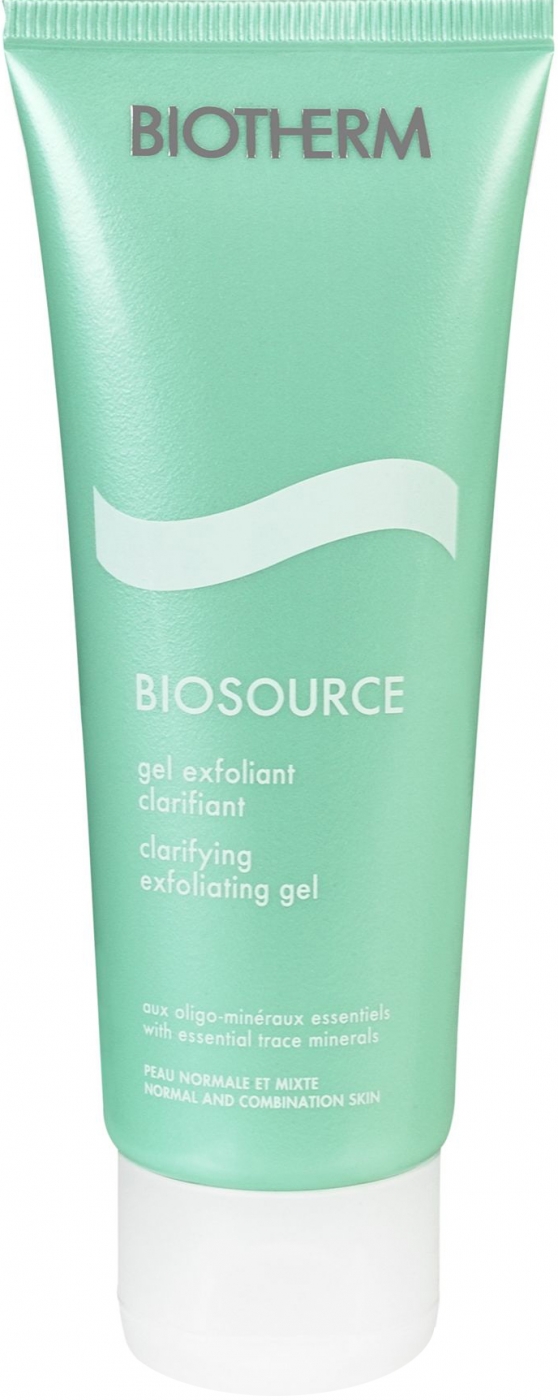 BIOTHERM
BIOSOURCE
gel exfoliant
clarifiant
clarifying
exfoliating gel
aux oligo-minéraux essentiels
with essential trace minerals
PEAU NORMALE ET MIXTE
NORMAL AND COMBINATION SKIN